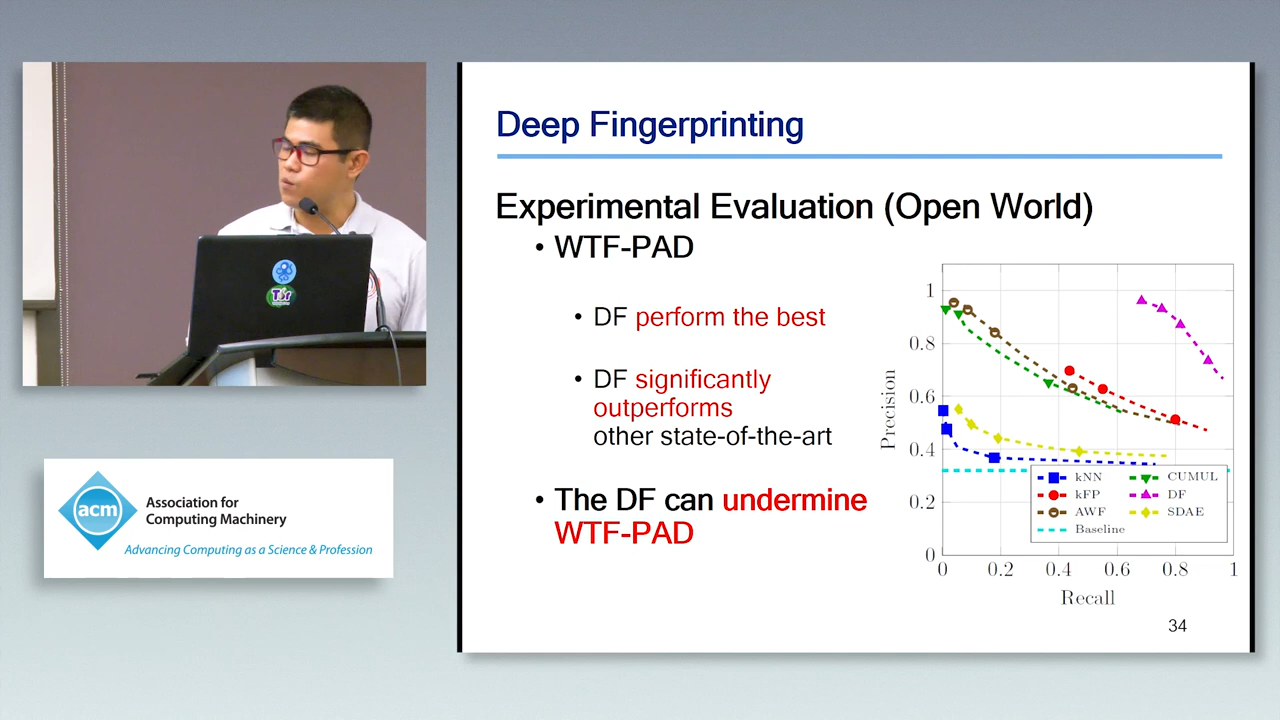 Deep Fingerprinting
Experimental Evaluation (Open World)
• WTF-PAD
• DF perform the best
• DF significantly
outperforms
other state-of-the-art
• The DF can undermine
WTF-PAD
Precision
1
0.8
0.6
0.4
0.2
0
0 0.2 0.4 0.6 0.8 1
Recall
kNN CUMUL
kFP DF
AWF SDAE
Baseline
34
Tor
acm
Association for
Computing Machinery
Advancing Computing as a Science & Profession